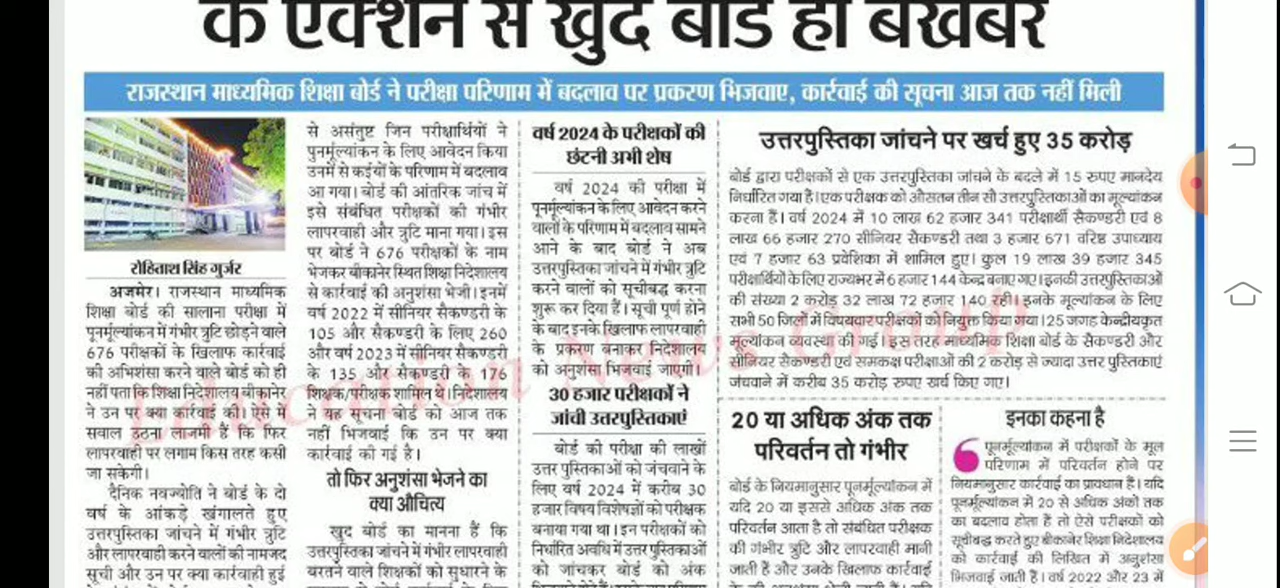 के एक्शन से खुद बोर्ड ही बेखबर
राजस्थान माध्यमिक शिक्षा बोर्ड ने परीक्षा परिणाम में बदलाव पर प्रकरण भिजवाए, कार्रवाई की सूचना आज तक नहीं मिली
रोहिताश सिंह गुर्जर
अजमेर। राजस्थान माध्यमिक
शिक्षा बोर्ड की सालाना परीक्षा में
पूनर्मूल्यांकन में गंभीर त्रुटि छोड़ने वाले
676 परीक्षकों के खिलाफ कार्रवाई
की अभिशंसा करने वाले बोर्ड को ही
नहीं पता कि शिक्षा निदेशालय बीकानेर
ने उन पर क्या कार्रवाई की। ऐसे में
सवाल उठना लाजमी हैं कि फिर
लापरवाही पर लगाम किस तरह कसी
जा सकेगी।
दैनिक नवज्योति ने बोर्ड के दो
वर्ष के आंकड़े खंगालते हुए
उत्तरपुस्तिका जांचने में गंभीर त्रुटि
और लापरवाही करने वालों की नामजद
सूची और उन पर क्या कार्रवाही हुई
से असंतुष्ट जिन परीक्षार्थियों ने
पुनर्मूल्यांकन के लिए आवेदन किया
उनमें से कईयों के परिणाम में बदलाव
आ गया। बोर्ड की आंतरिक जांच में
इसे संबंधित परीक्षकों की गंभीर
लापरवाही और त्रुटि माना गया। इस
पर बोर्ड ने 676 परीक्षकों के नाम
भेजकर बीकानेर स्थित शिक्षा निदेशालय
से कार्रवाई की अनुशंसा भेजी। इनमें
वर्ष 2022 में सीनियर सैकण्डरी के
105 और सैकण्डरी के लिए 260
और वर्ष 2023 में सीनियर सैकण्डरी
के 135 और सैकण्डरी के 176
शिक्षक/परीक्षक शामिल थे। निदेशालय
ने यह सूचना बोर्ड को आज तक
नहीं भिजवाई कि उन पर क्या
कार्रवाई की गई है।
तो फिर अनुशंसा भेजने का
क्या औचित्य
खुद बोर्ड का मानना हैं कि
उत्तरपुस्तिका जांचने में गंभीर लापरवाही
बरतने वाले शिक्षकों को सुधारने के
वर्ष 2024 के परीक्षकों की
छंटनी अभी शेष
वर्ष 2024 की परीक्षा में
पूनर्मूल्यांकन के लिए आवेदन करने
वालों के परिणाम में बदलाव सामने
आने के बाद बोर्ड ने अब
उत्तरपुस्तिका जांचने में गंभीर त्रुटि
करने वालों को सूचीबद्ध करना
शुरू कर दिया हैं। सूची पूर्ण होने
के बाद इनके खिलाफ लापरवाही
के प्रकरण बनाकर निदेशालय
को अनुशंसा भिजवाई जाएगी।
30 हजार परीक्षकों ने
जांची उत्तरपुस्तिकाएं
बोर्ड की परीक्षा की लाखों
उत्तर पुस्तिकाओं को जंचवाने के
लिए वर्ष 2024 में करीब 30
हजार विषय विशेषज्ञों को परीक्षक
बनाया गया था। इन परीक्षकों को
निर्धारित अवधि में उत्तर पुस्तिकाओं
को जांचकर बोर्ड को अंक
उत्तरपुस्तिका जांचने पर खर्च हुए 35 करोड़
बोर्ड द्वारा परीक्षकों से एक उत्तरपुस्तिका जांचने के बदले में 15 रुपए मानदेय
निर्धारित गया हैं। एक परीक्षक को औसतन तीन सौ उत्तरपुस्तिकाओं का मूल्यांकन
करना हैं। वर्ष 2024 में 10 लाख 62 हजार 341 परीक्षार्थी सैकण्डरी एवं 8
लाख 66 हजार 270 सीनियर सैकण्डरी तथा 3 हजार 671 वरिष्ठ उपाध्याय
एवं 7 हजार 63 प्रवेशिका में शामिल हुए। कुल 19 लाख 39 हजार 345
परीक्षार्थियों के लिए राज्यभर में 6 हजार 144 केन्द्र बनाए गए। इनकी उत्तरपुस्तिकाओं
की संख्या 2 करोड़ 32 लाख 72 हजार 140 रही। इनके मूल्यांकन के लिए
सभी 50 जिलों में विषयवार परीक्षकों को नियुक्त किया गया। 25 जगह केन्द्रीयकृत
मूल्यांकन व्यवस्था की गई। इस तरह माध्यमिक शिक्षा बोर्ड के सैकण्डरी और
सीनियर सैकण्डरी एवं समकक्ष परीक्षाओं की 2 करोड़ से ज्यादा उत्तर पुस्तिकाएं
जंचवाने में करीब 35 करोड़ रुपए खर्च किए गए।
20 या अधिक अंक तक
परिवर्तन तो गंभीर
बोर्ड के नियमानुसार पूनर्मूल्यांकन में
यदि 20 या इससे अधिक अंक तक
परिवर्तन आता है तो संबंधित परीक्षक
की गंभीर त्रुटि और लापरवाही मानी
जाती हैं और उनके खिलाफ कार्रवाई
इनका कहना है
पूनर्मूल्यांकन में परीक्षकों के मूल
परिणाम में परिवर्तन होने पर
नियमानुसार कार्रवाई का प्रावधान हैं। यदि
पूनर्मूल्यांकन में 20 से अधिक अंकों तक
का बदलाव होता हैं तो ऐसे परीक्षकों को
सूचीबद्ध करते हुए बीकानेर शिक्षा निदेशालय
को कार्रवाई की लिखित में अनुशंसा
भिजवाई जाती हैं। वर्ष 2022 और 23 में
Education News Group